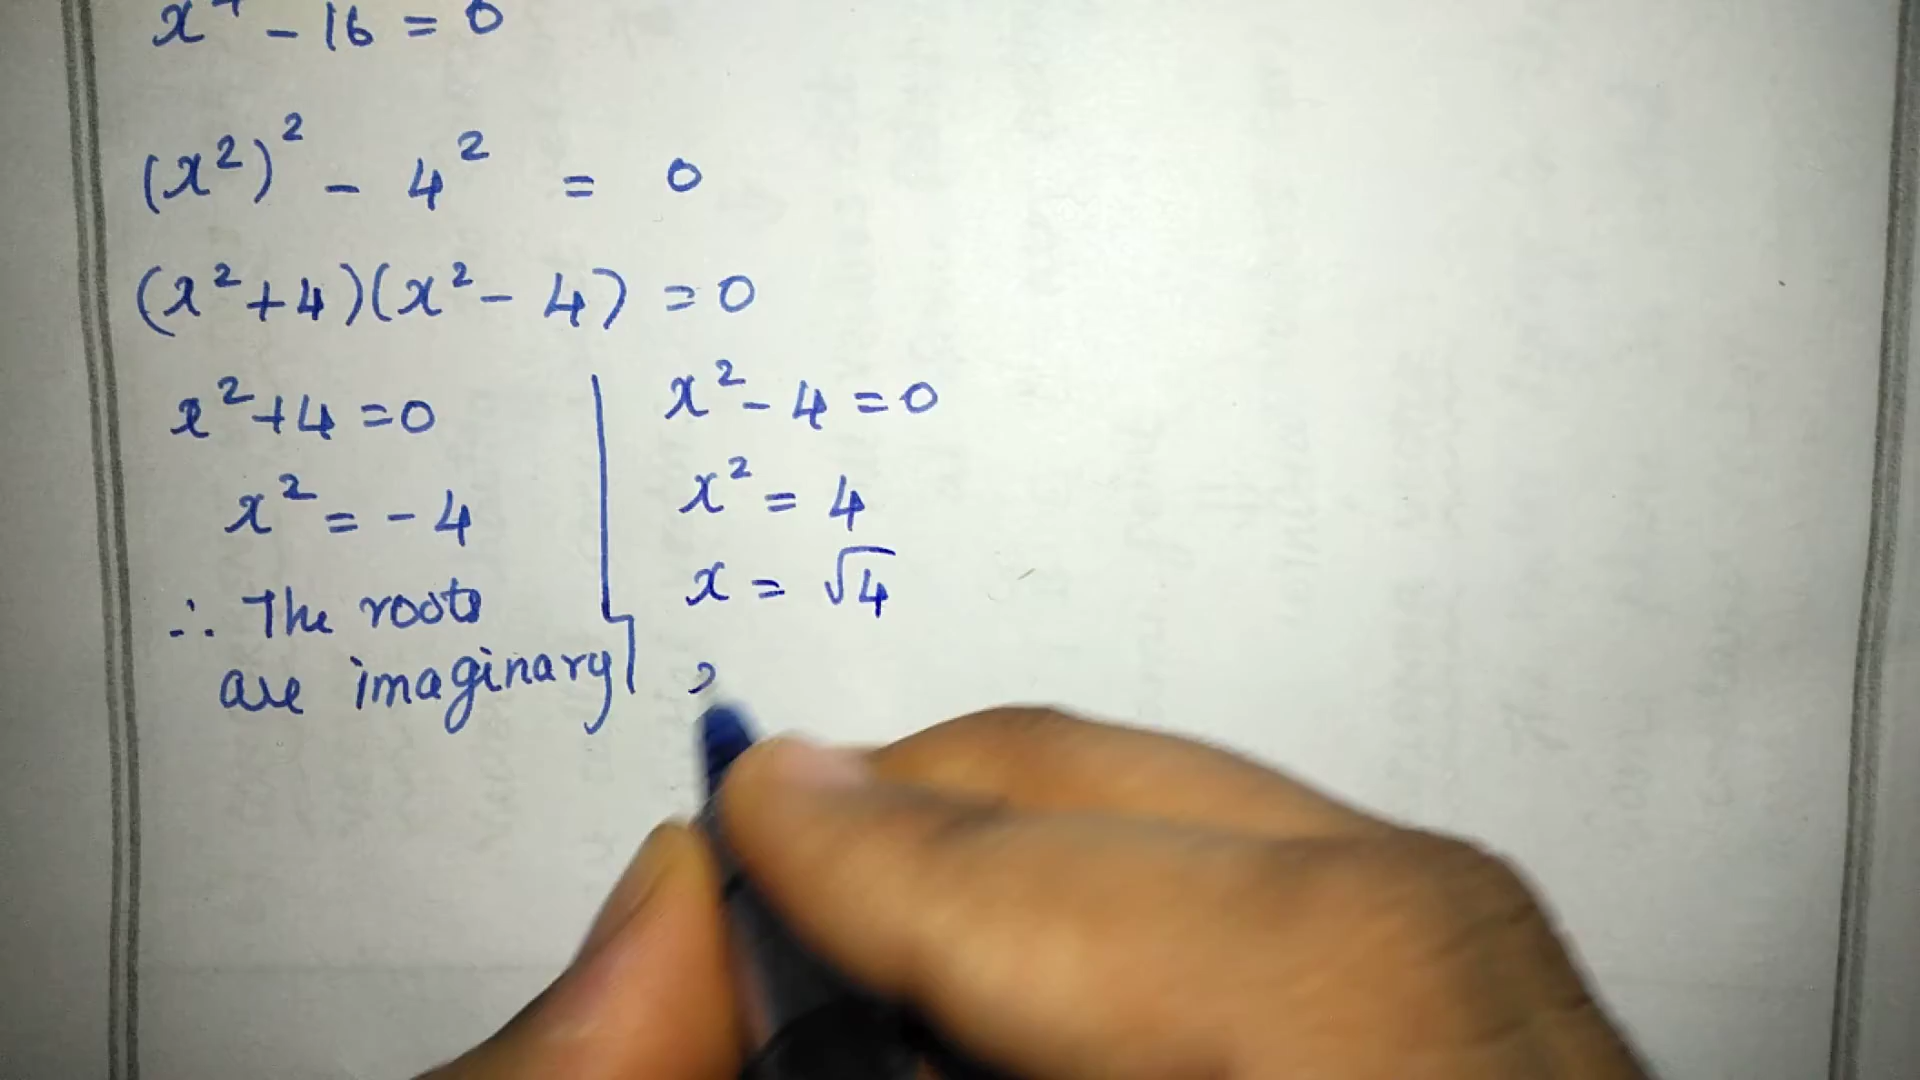 x⁴ - 16 = 0
(x²)² - 4² = 0
(x²+4)(x²- 4) = 0
x²+4 = 0
x² = - 4
∴ The roots
are imaginary
x²- 4 = 0
x² = 4
x = √4